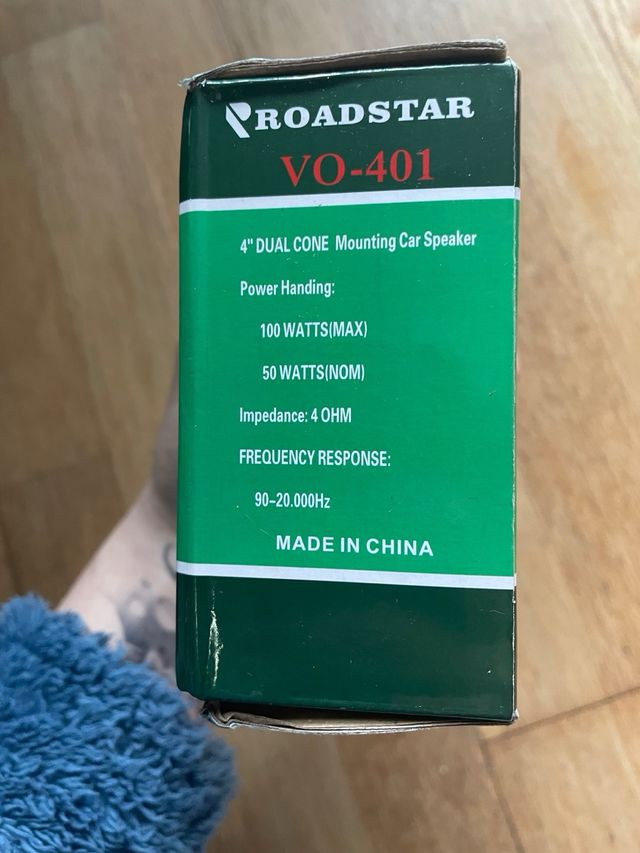 ROADSTAR
VO-401
4" DUAL CONE Mounting Car Speaker
Power Handing:
100 WATTS(MAX)
50 WATTS(NOM)
Impedance: 4 OHM
FREQUENCY RESPONSE:
90-20.000Hz
MADE IN CHINA